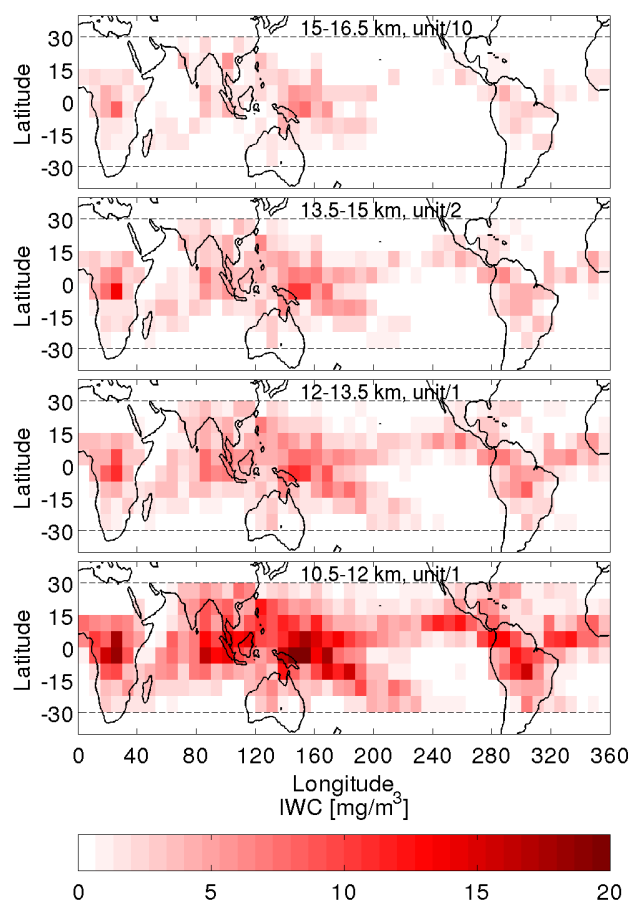 15-16.5 km, unit/10
30
15
0
-15
-30
Latitude
13.5-15 km, unit/2
30
15
0
-15
-30
Latitude
12-13.5 km, unit/1
30
15
0
-15
-30
Latitude
10.5-12 km, unit/1
30
15
0
-15
-30
Latitude
0 40 80 120 160 200 240 280 320 360
Longitude
IWC [mg/m³]
0 5 10 15 20